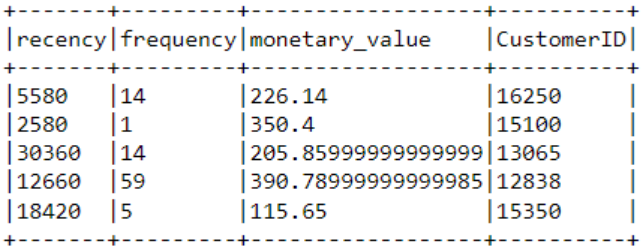 +-------+---------+------------------+----------+
|recency|frequency|monetary_value    |CustomerID|
+-------+---------+------------------+----------+
|5580   |14       |226.14            |16250     |
|2580   |1        |350.4             |15100     |
|30360  |14       |205.85999999999999|13065     |
|12660  |59       |390.78999999999985|12838     |
|18420  |5        |115.65            |15350     |
+-------+---------+------------------+----------+